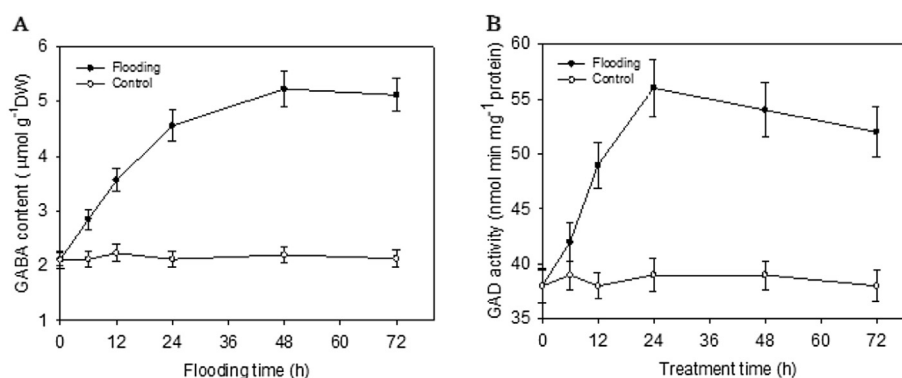 A
B
6
5
4
3
2
1
GABA content ( µmol g⁻¹DW)
Flooding
Control
0 12 24 36 48 60 72
Flooding time (h)
60
55
50
45
40
35
GAD activity (nmol min mg⁻¹ protein)
Flooding
Control
0 12 24 36 48 60 72
Treatment time (h)